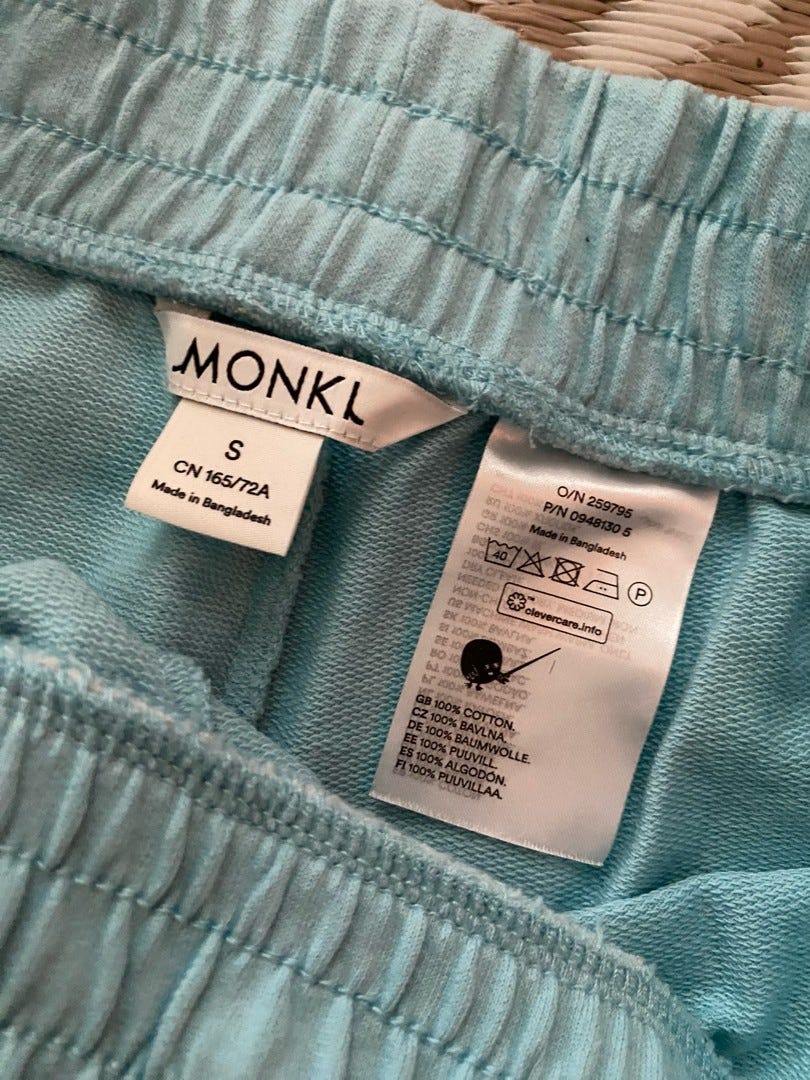 MONKI
S
CN 165/72A
Made in Bangladesh
O/N 259795
P/N 0948130 5
Made in Bangladesh
40
P
clevercare.info
GB 100% COTTON.
CZ 100% BAVLNA.
DE 100% BAUMWOLLE.
EE 100% PUUVILL.
ES 100% ALGODÓN.
FI 100% PUUVILLAA.